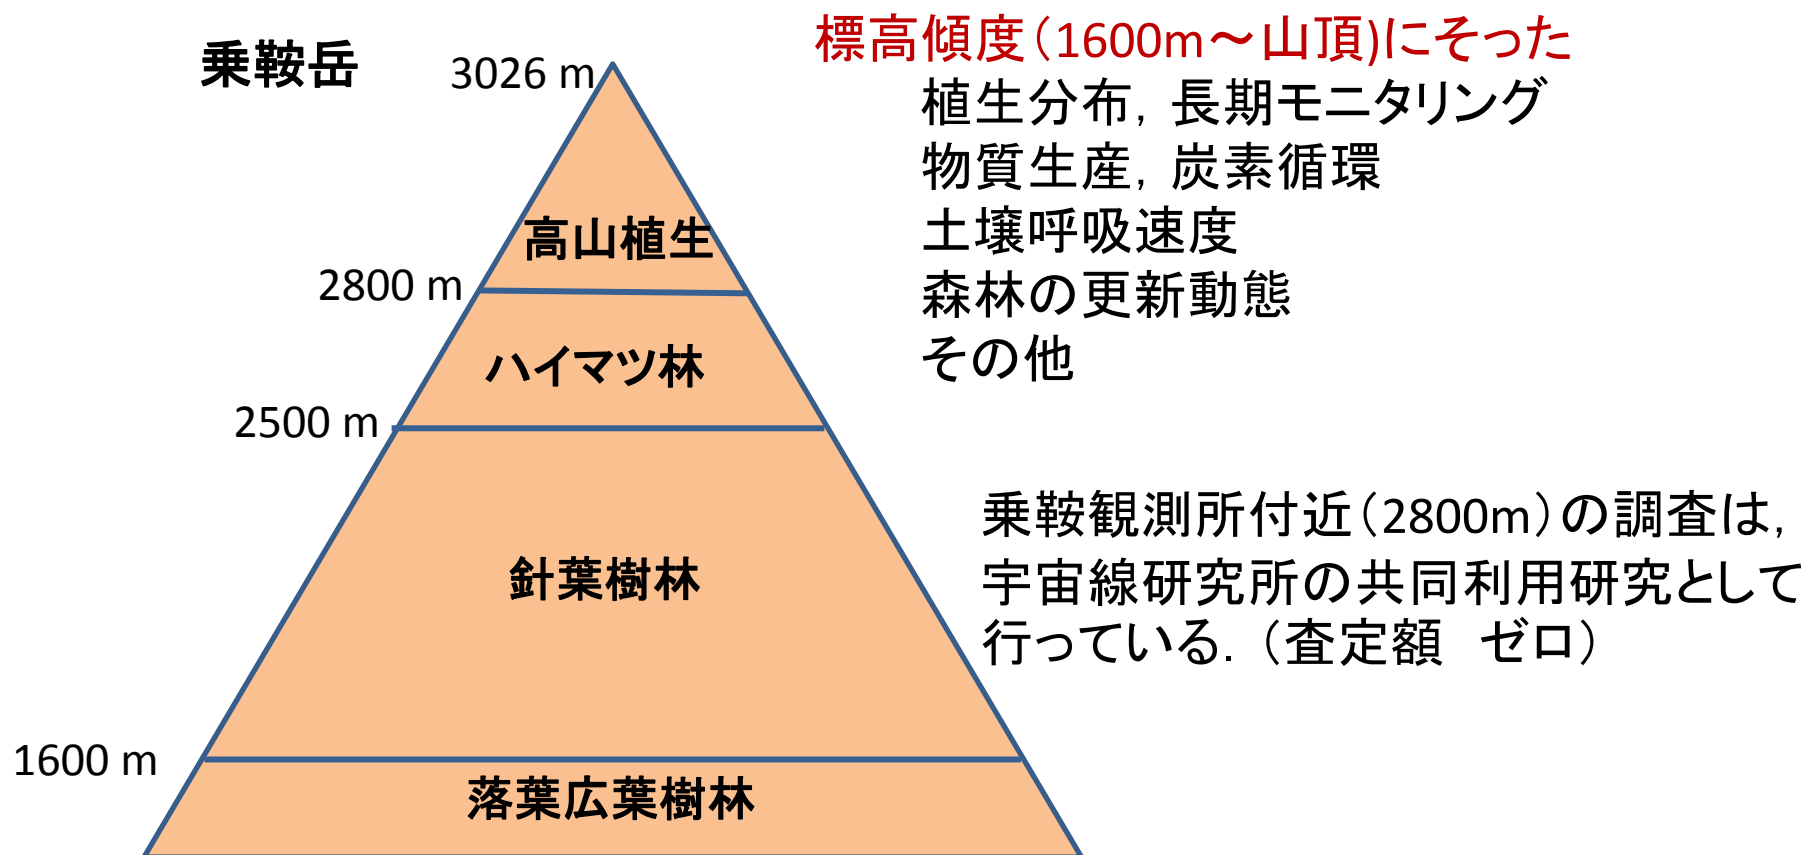 乗鞍岳
3026 m
高山植生
2800 m
ハイマツ林
2500 m
針葉樹林
1600 m
落葉広葉樹林
標高傾度(1600m～山頂)にそった
植生分布, 長期モニタリング
物質生産, 炭素循環
土壌呼吸速度
森林の更新動態
その他
乗鞍観測所付近(2800m)の調査は,
宇宙線研究所の共同利用研究として
行っている. (査定額　ゼロ)